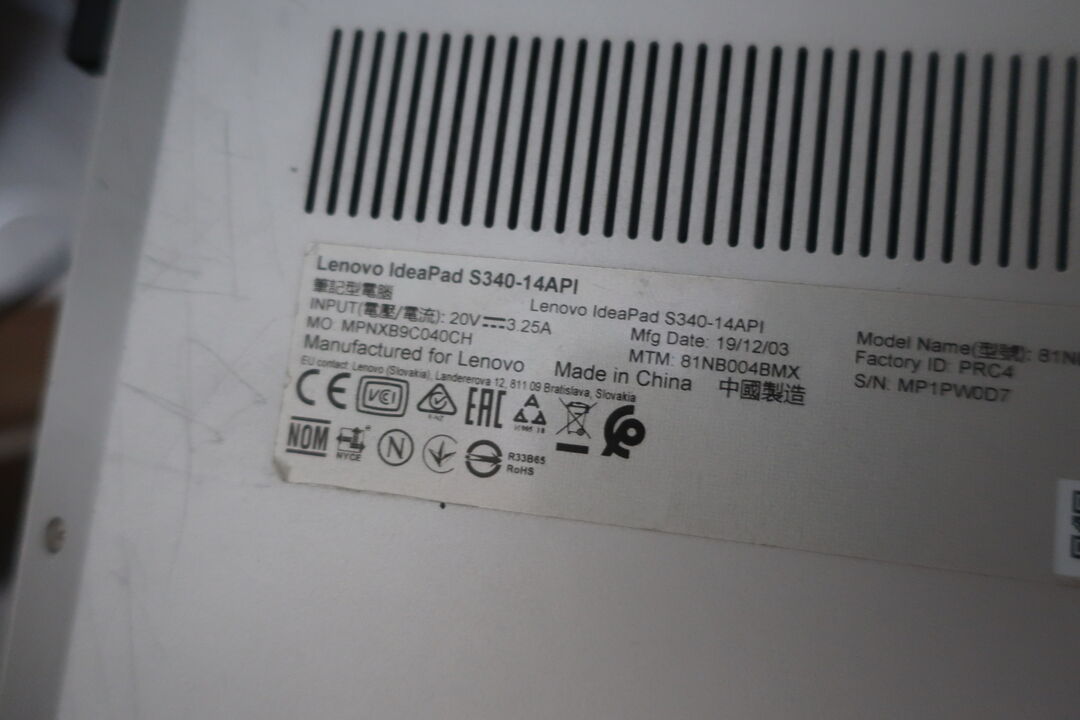 Lenovo IdeaPad S340-14API
筆記型電腦
Lenovo IdeaPad S340-14API
INPUT(電壓/電流): 20V⎓3.25A
Mfg Date: 19/12/03
Model Name(型號): 81N
MO: MPNXB9C040CH
MTM: 81NB004BMX
Factory ID: PRC4
Manufactured for Lenovo
Made in China 中國製造
S/N: MP1PW0D7
EU contact: Lenovo (Slovakia), Landererova 12, 811 09 Bratislava, Slovakia
CE VCI EAC
NOM NYCE N R33B65
RoHS